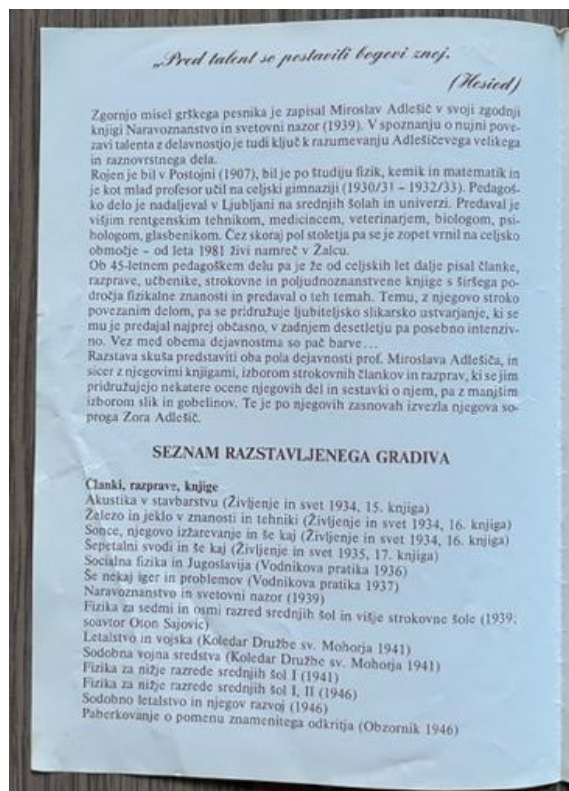 „Pred talent so postavili bogovi znoj.
(Hesiod)
Zgornjo misel grškega pesnika je zapisal Miroslav Adlešič v svoji zgodnji
knjigi Naravoznanstvo in svetovni nazor (1939). V spoznanju o nujni pove-
zavi talenta z delavnostjo je tudi ključ k razumevanju Adlešičevega velikega
in raznovrstnega dela.
Rojen je bil v Postojni (1907), bil je po študiju fizik, kemik in matematik in
je kot mlad profesor učil na celjski gimnaziji (1930/31 – 1932/33). Pedagoš-
ko delo je nadaljeval v Ljubljani na srednjih šolah in univerzi. Predaval je
višjim rentgenskim tehnikom, medicincem, veterinarjem, biologom, psi-
hologom, glasbenikom. Čez skoraj pol stoletja pa se je zopet vrnil na celjsko
območje – od leta 1981 živi namreč v Žalcu.
Ob 45-letnem pedagoškem delu pa je že od celjskih let dalje pisal članke,
razprave, učbenike, strokovne in poljudnoznanstvene knjige s širšega po-
dročja fizikalne znanosti in predaval o teh temah. Temu, z njegovo stroko
povezanim delom, pa se pridružuje ljubiteljsko slikarsko ustvarjanje, ki se
mu je predajal najprej občasno, v zadnjem desetletju pa posebno intenziv-
no. Vez med obema dejavnostma so pač barve . . .
Razstava skuša predstaviti oba pola dejavnosti prof. Miroslava Adlešiča, in
sicer z njegovimi knjigami, izborom strokovnih člankov in razprav, ki se jim
pridružujejo nekatere ocene njegovih del in sestavki o njem, pa z manjšim
izborom slik in gobelinov. Te je po njegovih zasnovah izvezla njegova so-
proga Zora Adlešič.
SEZNAM RAZSTAVLJENEGA GRADIVA
Članki, razprave, knjige
Akustika v stavbarstvu (Življenje in svet 1934, 15. knjiga)
Železo in jeklo v znanosti in tehniki (Življenje in svet 1934, 16. knjiga)
Sonce, njegovo izžarevanje in še kaj (Življenje in svet 1934, 16. knjiga)
Šepetalni svodi in še kaj (Življenje in svet 1935, 17. knjiga)
Socialna fizika in Jugoslavija (Vodnikova pratika 1936)
Še nekaj iger in problemov (Vodnikova pratika 1937)
Naravoznanstvo in svetovni nazor (1939)
Fizika za sedmi in osmi razred srednjih šol in višje strokovne šole (1939;
soavtor Oton Sajovic)
Letalstvo in vojska (Koledar Družbe sv. Mohorja 1941)
Sodobna vojna sredstva (Koledar Družbe sv. Mohorja 1941)
Fizika za nižje razrede srednjih šol I (1941)
Fizika za nižje razrede srednjih šol I, II (1946)
Sodobno letalstvo in njegov razvoj (1946)
Paberkovanje o pomenu znamenitega odkritja (Obzornik 1946)